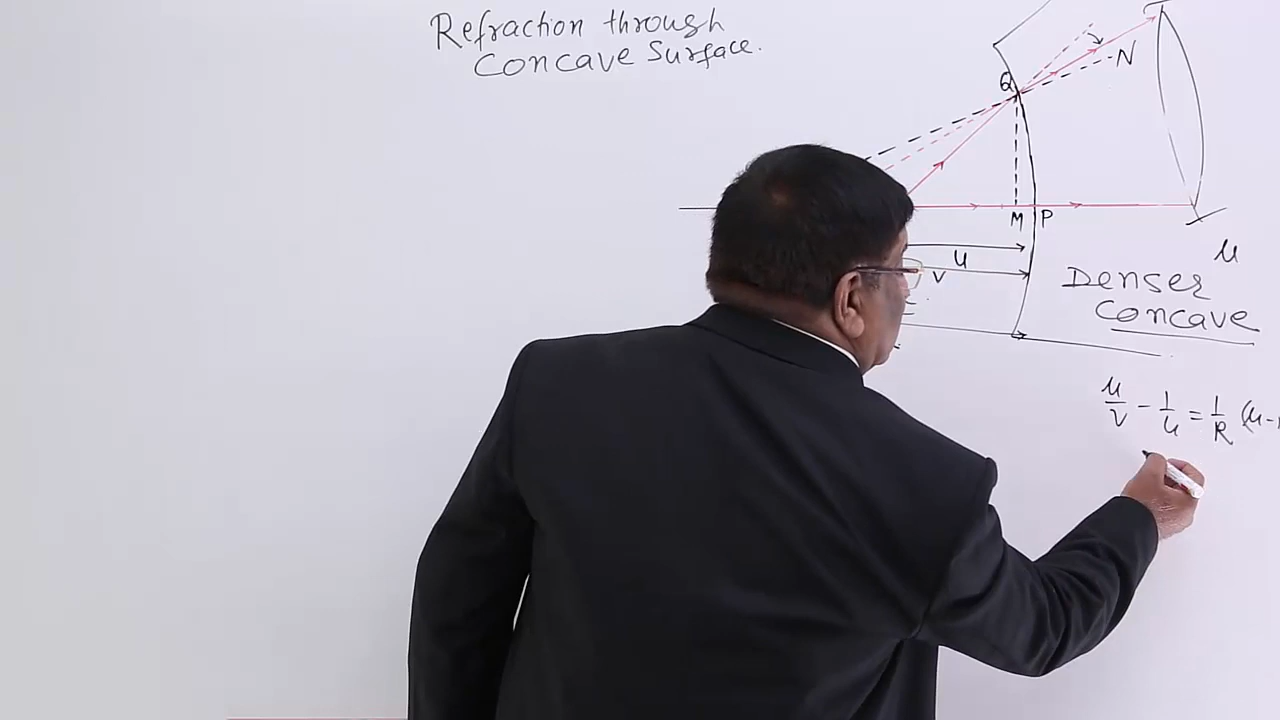 Refraction through
Concave Surface.
N
Q
M P
u
v
μ
Denser
Concave
μ/v - 1/u = 1/R (μ-